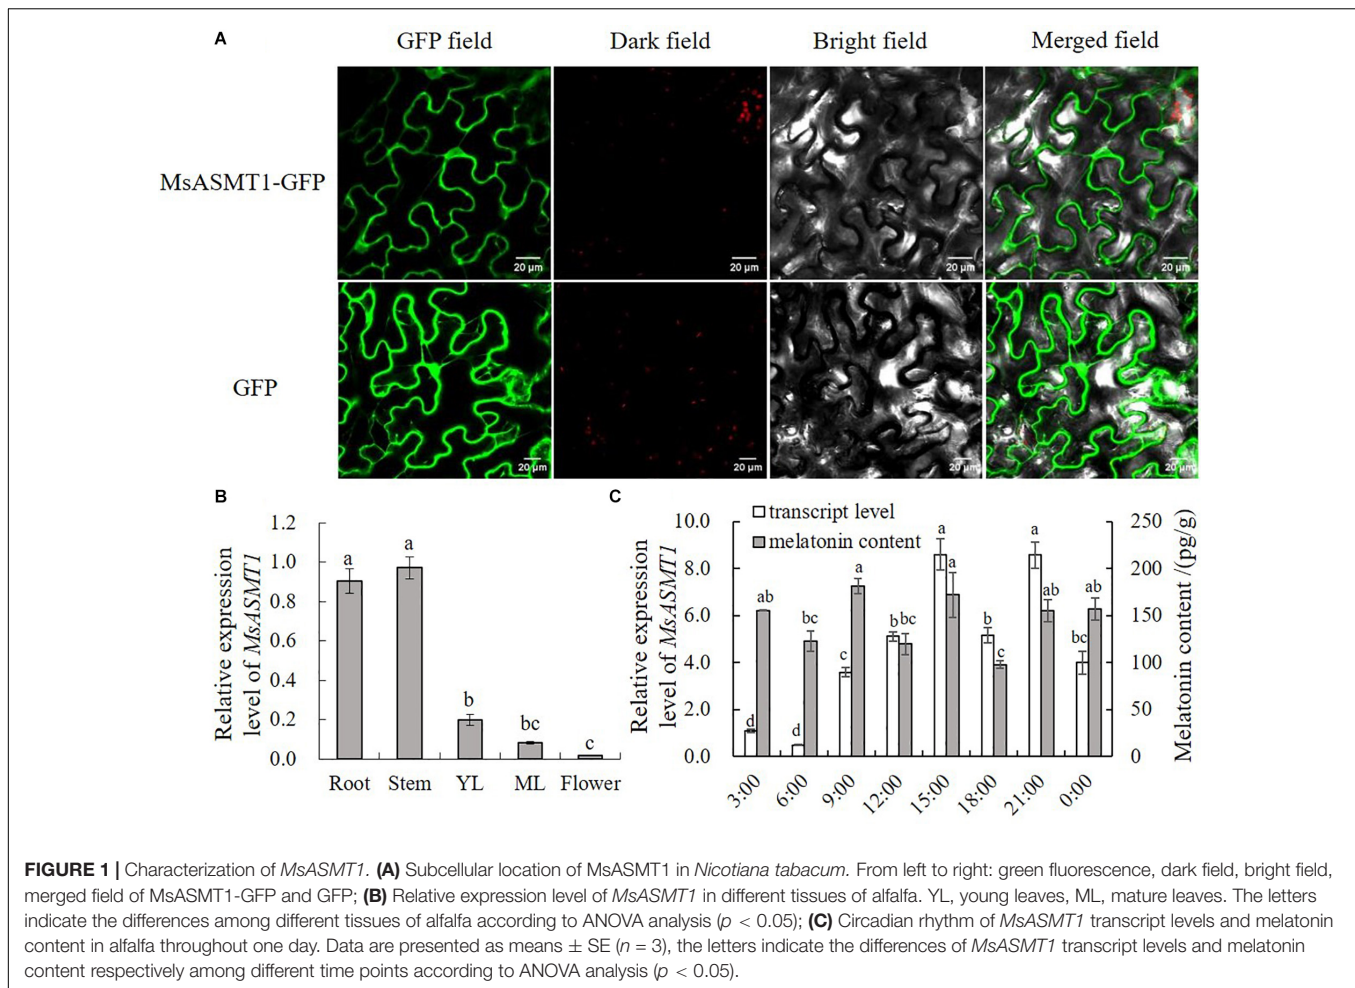 A
GFP field
Dark field
Bright field
Merged field
MsASMT1-GFP
20 µm
20 µm
20 µm
20 µm
GFP
20 µm
20 µm
20 µm
20 µm
B
Relative expression
level of MsASMT1
1.2
1.0
0.8
0.6
0.4
0.2
0.0
a
a
b
bc
c
Root Stem YL ML Flower
C
transcript level
melatonin content
Relative expression
level of MsASMT1
10.0
8.0
6.0
4.0
2.0
0.0
d
ab
d
bc
c
a
b
bc
a
a
b
c
a
ab
bc
ab
3:00 6:00 9:00 12:00 15:00 18:00 21:00 0:00
250
200
150
100
50
0
Melatonin content /(pg/g)
FIGURE 1 | Characterization of MsASMT1. (A) Subcellular location of MsASMT1 in Nicotiana tabacum. From left to right: green fluorescence, dark field, bright field,
merged field of MsASMT1-GFP and GFP; (B) Relative expression level of MsASMT1 in different tissues of alfalfa. YL, young leaves, ML, mature leaves. The letters
indicate the differences among different tissues of alfalfa according to ANOVA analysis (p < 0.05); (C) Circadian rhythm of MsASMT1 transcript levels and melatonin
content in alfalfa throughout one day. Data are presented as means ± SE (n = 3), the letters indicate the differences of MsASMT1 transcript levels and melatonin
content respectively among different time points according to ANOVA analysis (p < 0.05).